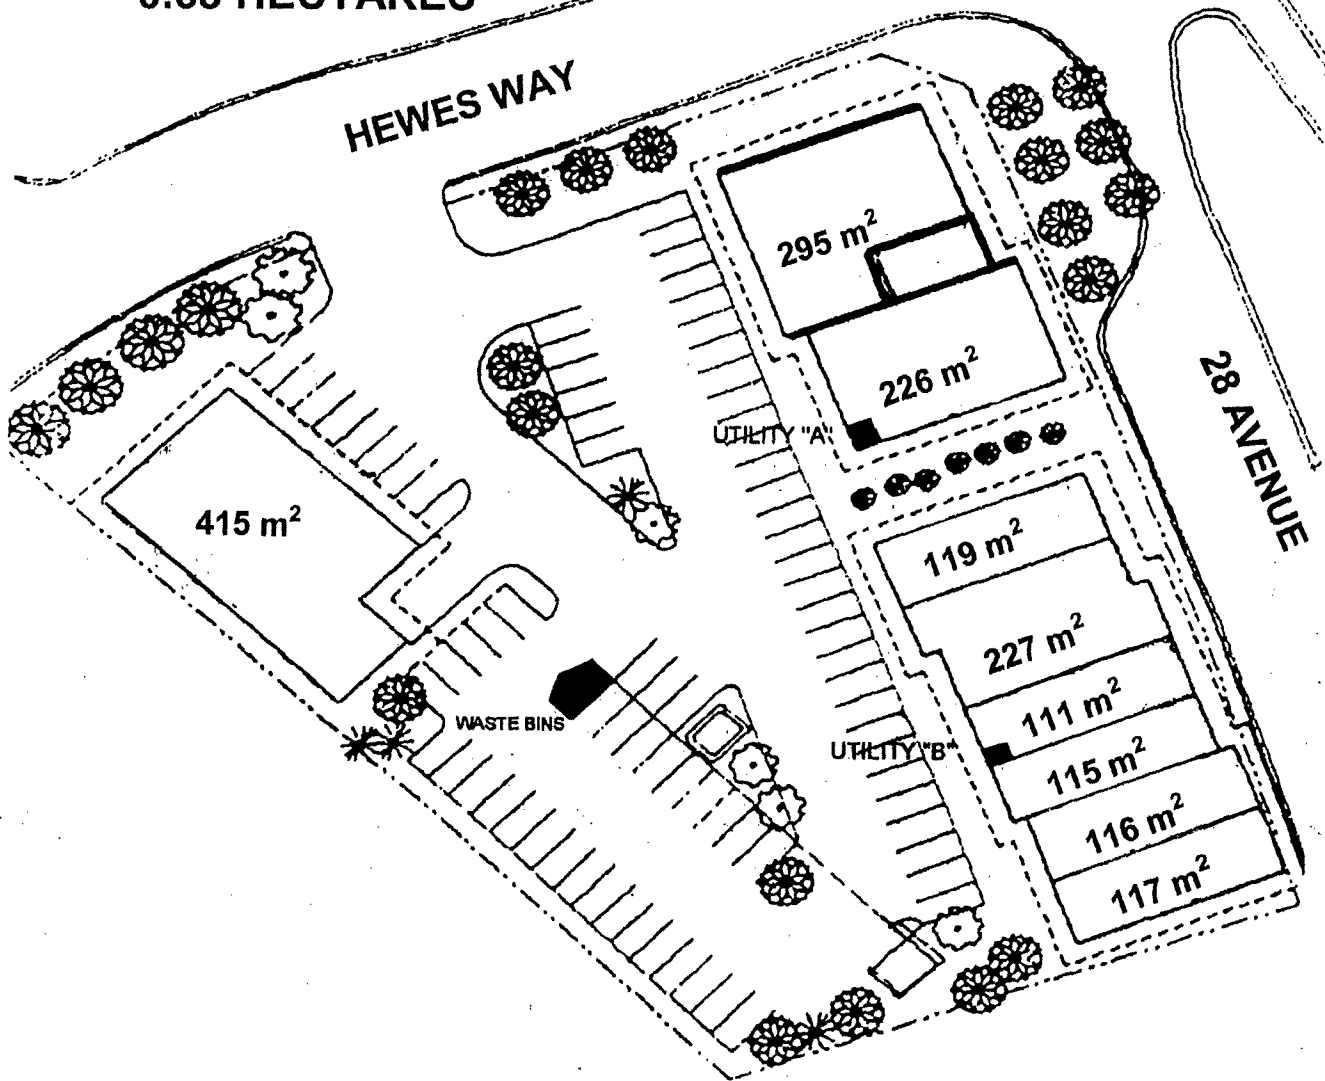 HEWES WAY
295 m²
226 m²
28 AVENUE
UTILITY "A"
415 m²
119 m²
227 m²
111 m²
WASTE BINS
UTILITY "B"
115 m²
116 m²
117 m²